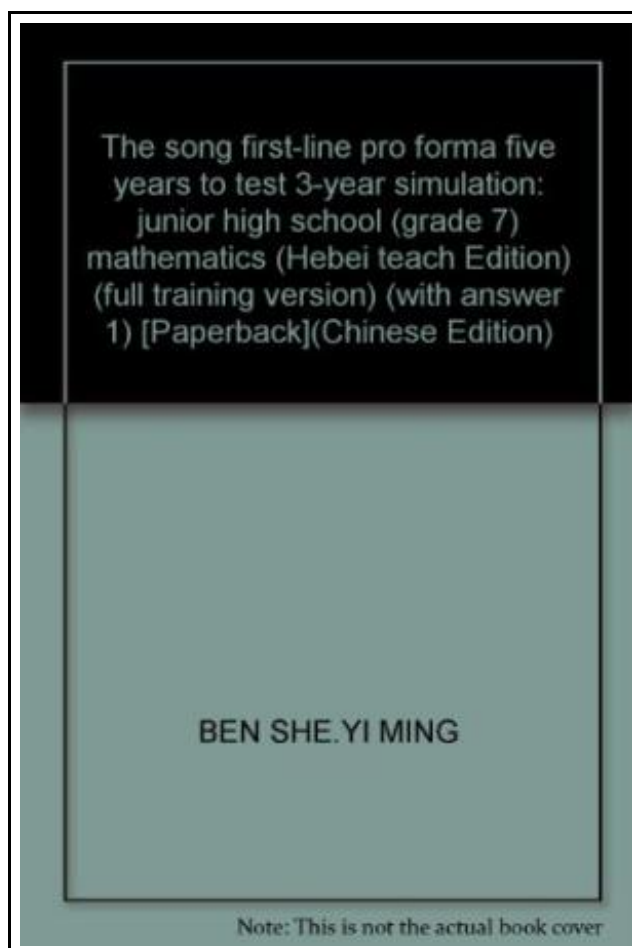 The song first-line pro forma five
years to test 3-year simulation:
junior high school (grade 7)
mathematics (Hebei teach Edition)
(full training version) (with answer
1) [Paperback](Chinese Edition)
BEN SHE.YI MING
Note: This is not the actual book cover